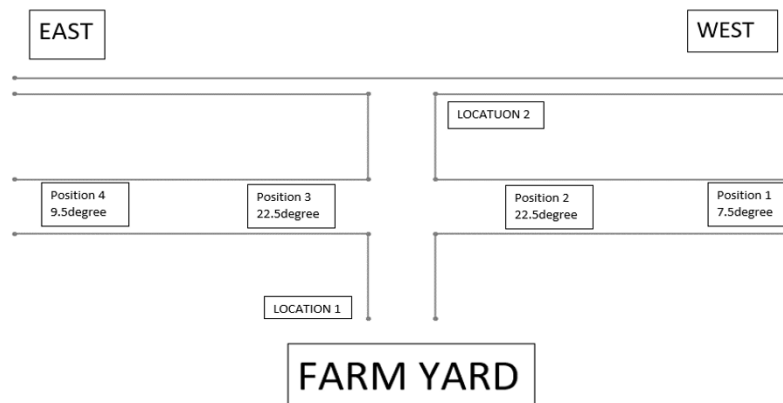 EAST
WEST
LOCATUON 2
Position 4
9.5degree
Position 3
22.5degree
Position 2
22.5degree
Position 1
7.5degree
LOCATION 1
FARM YARD